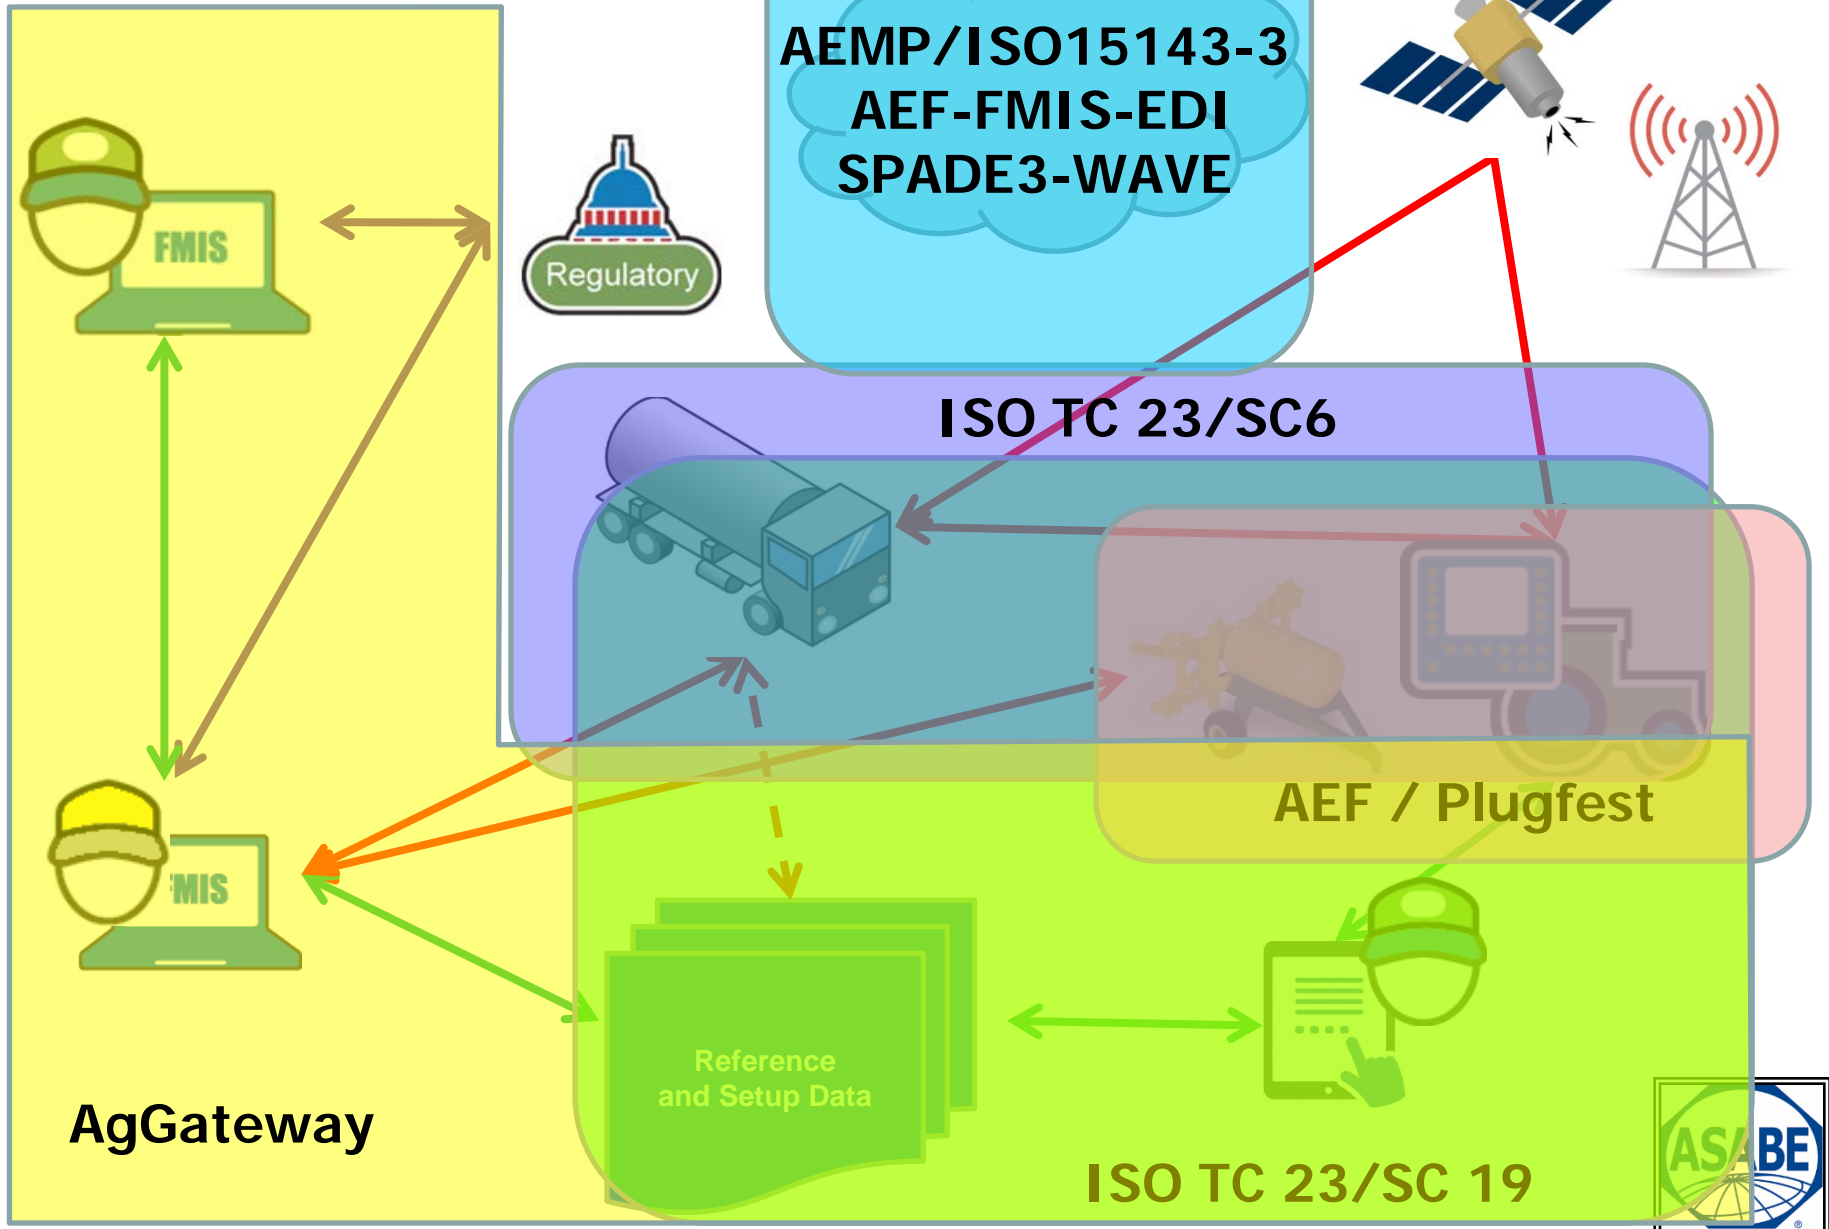 AEMP/ISO15143-3
AEF-FMIS-EDI
SPADE3-WAVE
FMIS
Regulatory
ISO TC 23/SC6
AEF / Plugfest
FMIS
Reference
and Setup Data
AgGateway
ISO TC 23/SC 19
ASABE
®